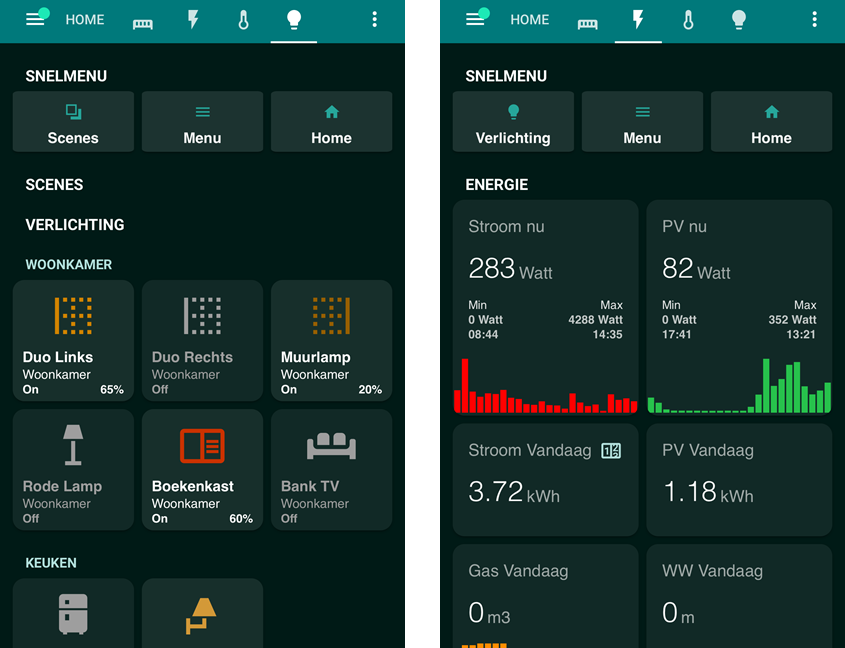 HOME
SNELMENU
Scenes Menu Home
SCENES
VERLICHTING
WOONKAMER
Duo Links
Woonkamer
On 65%
Duo Rechts
Woonkamer
Off
Muurlamp
Woonkamer
On 20%
Rode Lamp
Woonkamer
Off
Boekenkast
Woonkamer
On 60%
Bank TV
Woonkamer
Off
KEUKEN
HOME
SNELMENU
Verlichting Menu Home
ENERGIE
Stroom nu
283 Watt
Min Max
0 Watt 4288 Watt
08:44 14:35
PV nu
82 Watt
Min Max
0 Watt 352 Watt
17:41 13:21
Stroom Vandaag
3.72 kWh
PV Vandaag
1.18 kWh
Gas Vandaag
0 m3
WW Vandaag
0 m